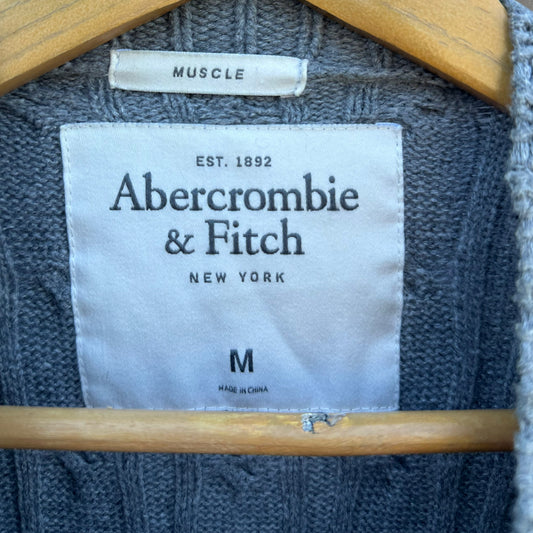 MUSCLE
EST. 1892
Abercrombie
& Fitch
NEW YORK
M
MADE IN CHINA